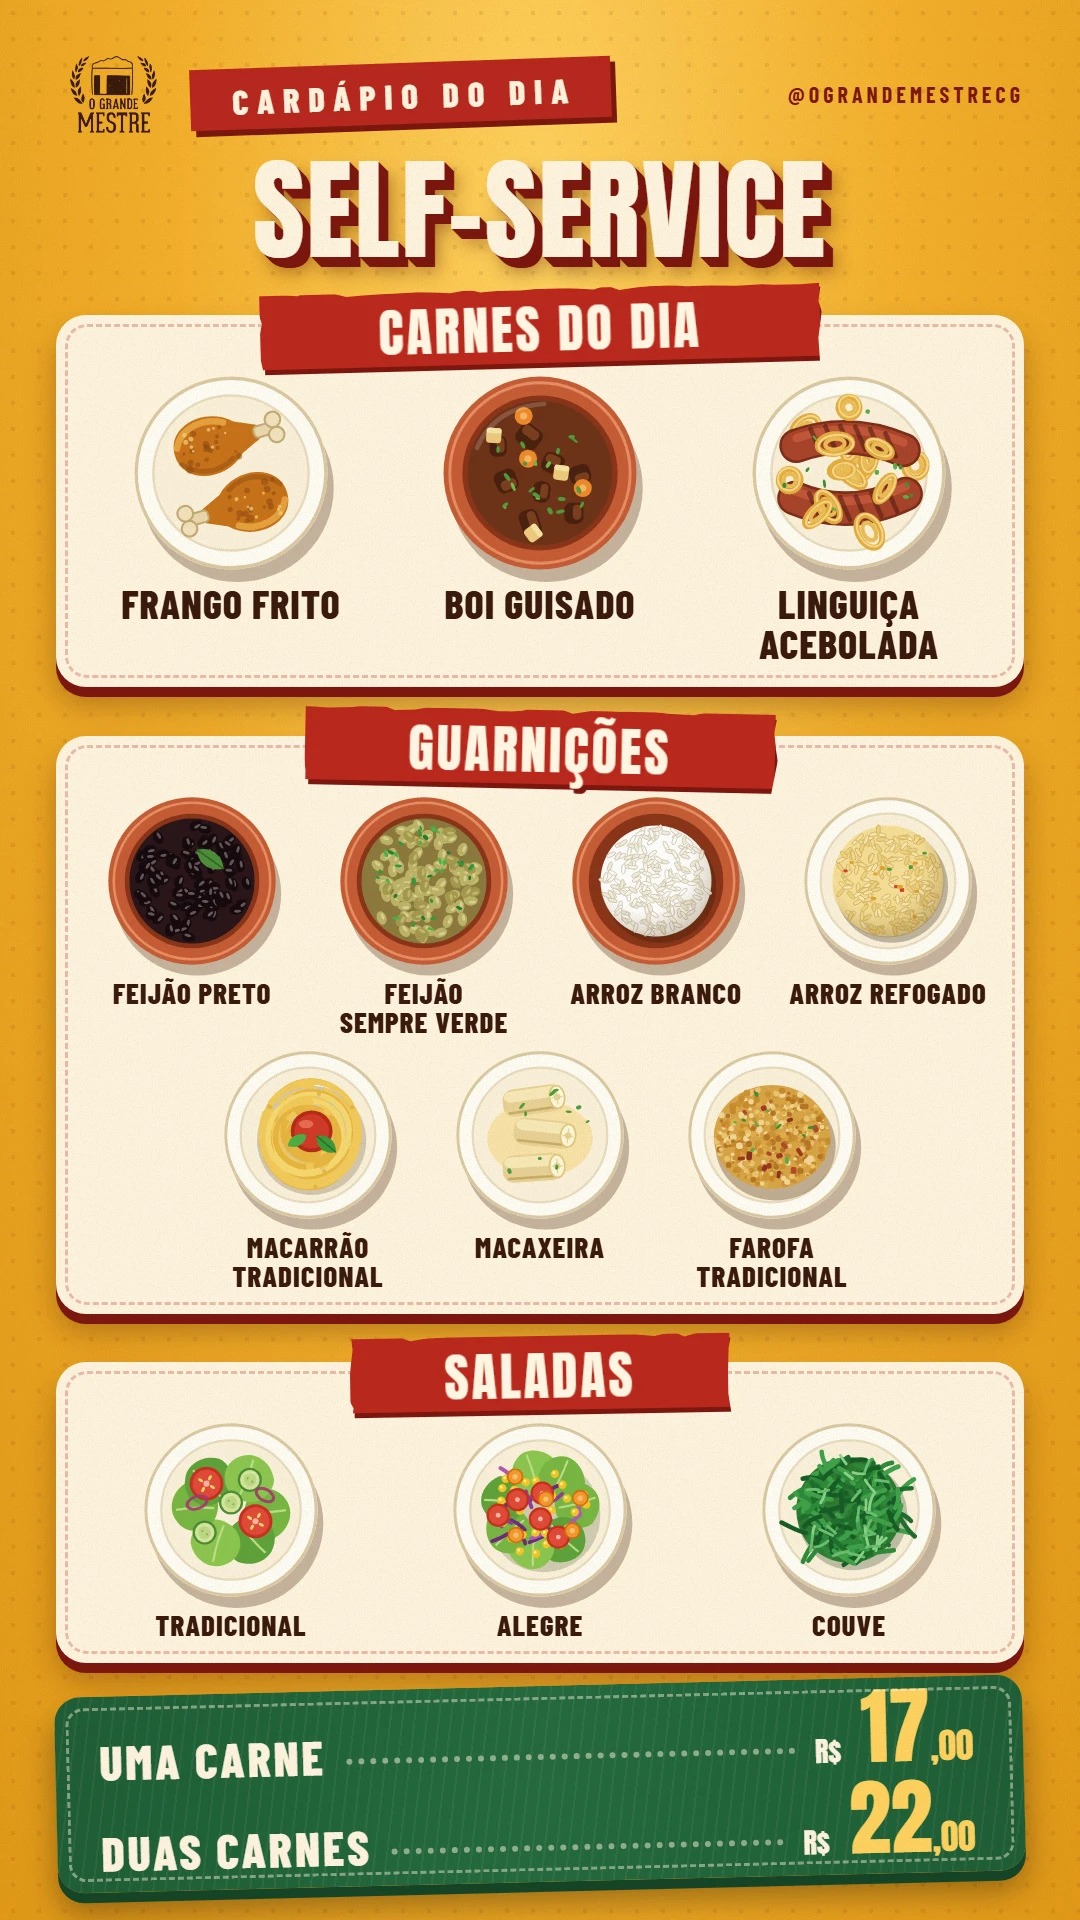 O GRANDE
MESTRE
CARDÁPIO DO DIA
@OGRANDEMESTRECG
SELF-SERVICE
CARNES DO DIA
FRANGO FRITO
BOI GUISADO
LINGUIÇA
ACEBOLADA
GUARNIÇÕES
FEIJÃO PRETO
FEIJÃO
SEMPRE VERDE
ARROZ BRANCO
ARROZ REFOGADO
MACARRÃO
TRADICIONAL
MACAXEIRA
FAROFA
TRADICIONAL
SALADAS
TRADICIONAL
ALEGRE
COUVE
UMA CARNE R$ 17,00
DUAS CARNES R$ 22,00